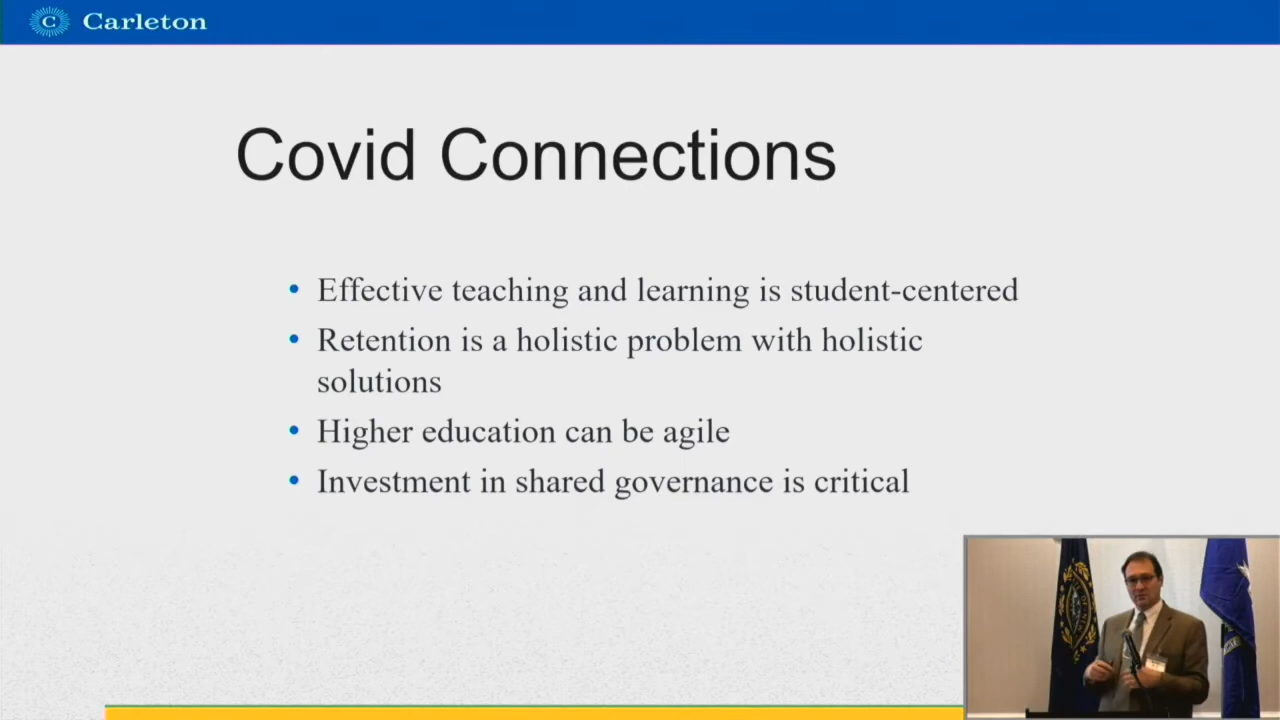 C Carleton
Covid Connections
• Effective teaching and learning is student-centered
• Retention is a holistic problem with holistic
solutions
• Higher education can be agile
• Investment in shared governance is critical